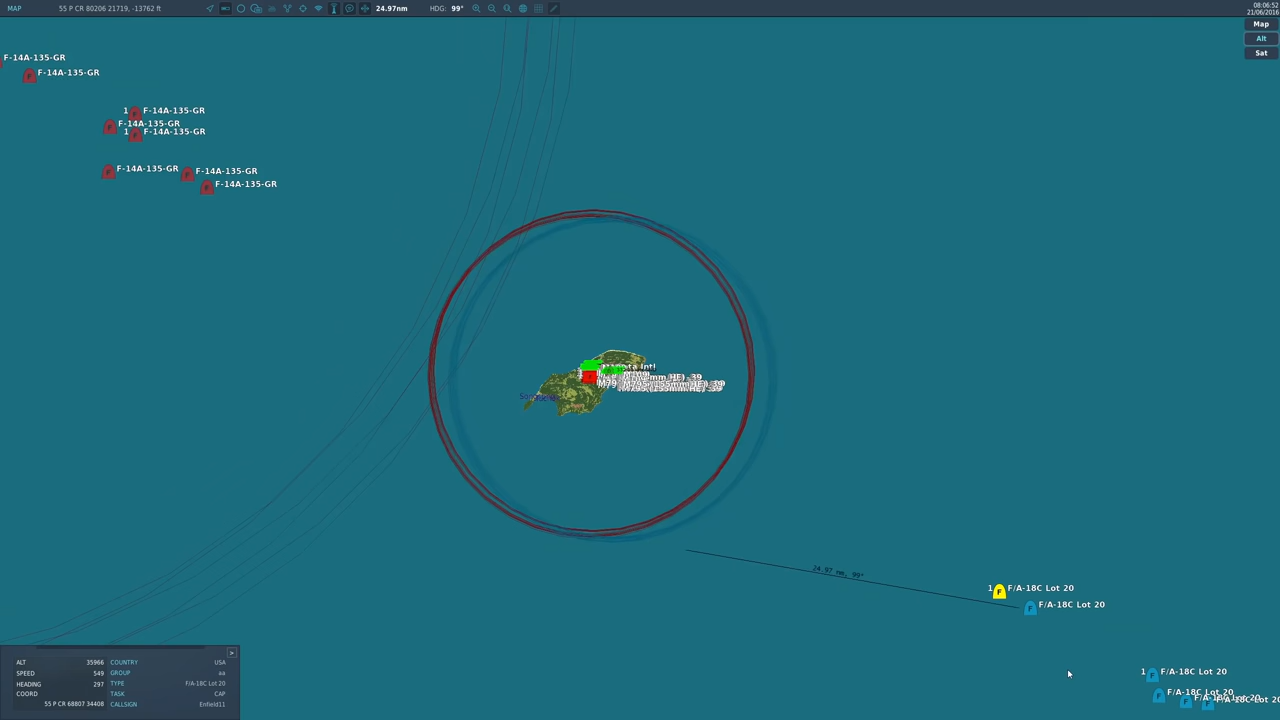 MAP 55 P CR 80206 21719, -13762 ft 24.97nm HDG: 99° 08:06:52
21/06/2016
Map
Alt
Sat
F-14A-135-GR
F-14A-135-GR
1 F-14A-135-GR
F-14A-135-GR
1 F-14A-135-GR
F-14A-135-GR
F-14A-135-GR
F-14A-135-GR
24.97 nm, 99°
1 F/A-18C Lot 20
F/A-18C Lot 20
1 F/A-18C Lot 20
F/A-18C Lot 20
ALT 35966 COUNTRY USA
SPEED 549 GROUP aa
HEADING 297 TYPE F/A-18C Lot 20
COORD TASK CAP
55 P CR 68807 34408 CALLSIGN Enfield11